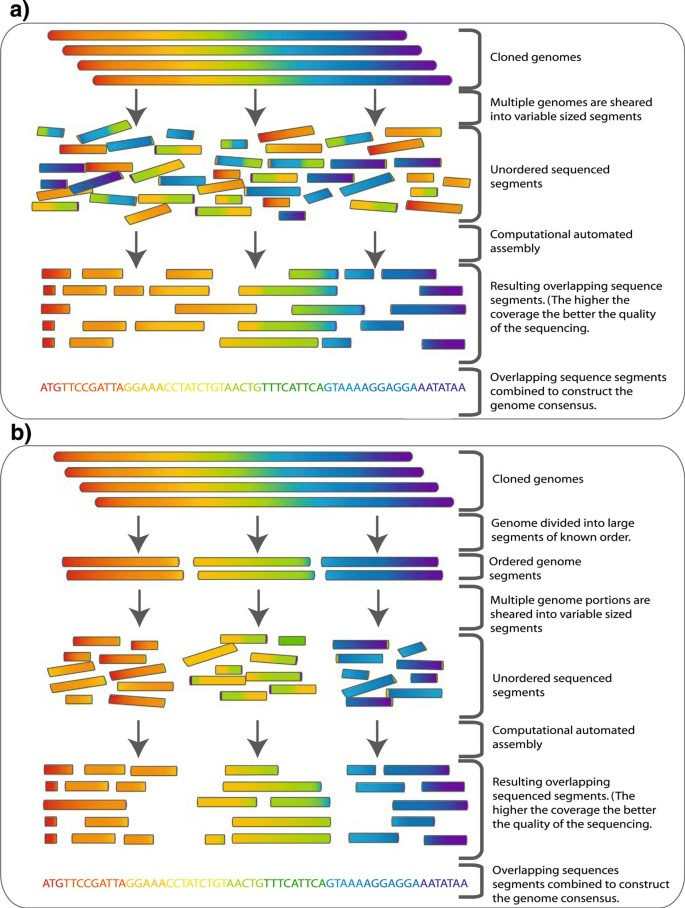 a)
Cloned genomes
Multiple genomes are sheared
into variable sized segments
Unordered sequenced
segments
Computational automated
assembly
Resulting overlapping sequence
segments. (The higher the
coverage the better the quality
of the sequencing.
ATGTTCCGATTAGGAAACCTATCTGTAACTGTTTCATTCAGTAAAAGGAGGAAATATAA
Overlapping sequence segments
combined to construct the
genome consensus.
b)
Cloned genomes
Genome divided into large
segments of known order.
Ordered genome
segments
Multiple genome portions are
sheared into variable sized
segments
Unordered sequenced
segments
Computational automated
assembly
Resulting overlapping
sequenced segments. (The
higher the coverage the better
the quality of the sequencing.
ATGTTCCGATTAGGAAACCTATCTGTAACTGTTTCATTCAGTAAAAGGAGGAAATATAA
Overlapping sequences
segments combined to construct
the genome consensus.